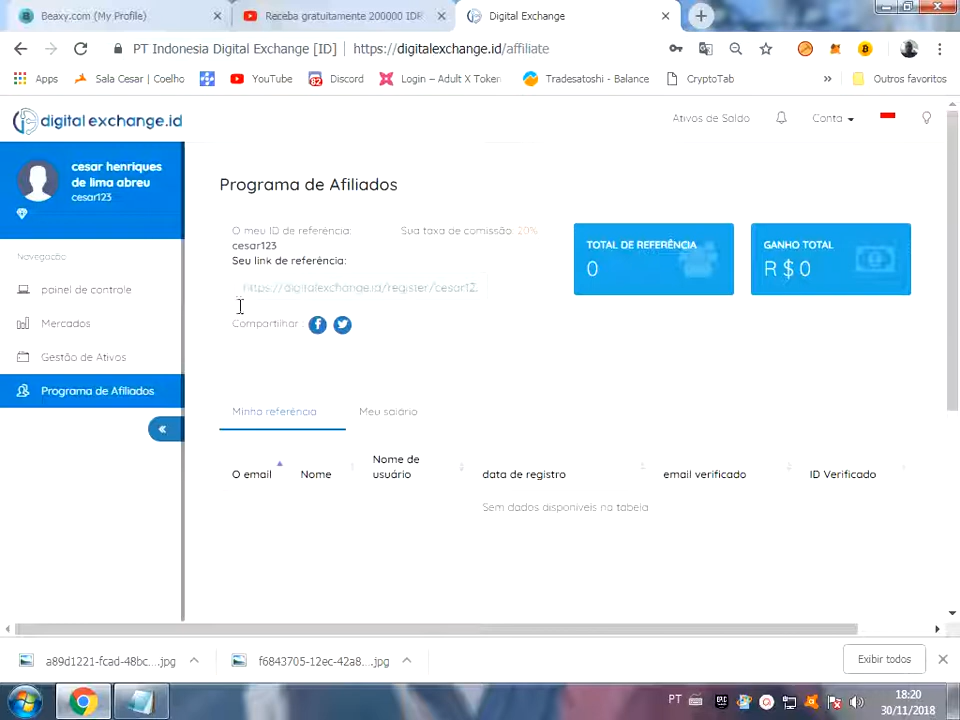 Beaxy.com (My Profile)
Receba gratuitamente 200000 IDR
Digital Exchange
PT Indonesia Digital Exchange [ID] | https://digitalexchange.id/affiliate
Apps
Sala Cesar | Coelho
YouTube
82 Discord
Login – Adult X Token
Tradesatoshi - Balance
CryptoTab
»
Outros favoritos
digital exchange.id
Ativos de Saldo
Conta
cesar henriques
de lima abreu
cesar123
Navegação
painel de controle
Mercados
Gestão de Ativos
Programa de Afiliados
«
Programa de Afiliados
O meu ID de referência:
cesar123
Sua taxa de comissão: 20%
Seu link de referência:
https://digitalexchange.id/register/cesar12
Compartilhar :
TOTAL DE REFERÊNCIA
0
GANHO TOTAL
R $ 0
Minha referência
Meu salário
O email
Nome
Nome de
usuário
data de registro
email verificado
ID Verificado
Sem dados disponíveis na tabela
a89d1221-fcad-48bc....jpg
f6843705-12ec-42a8....jpg
Exibir todos
PT
18:20
30/11/2018